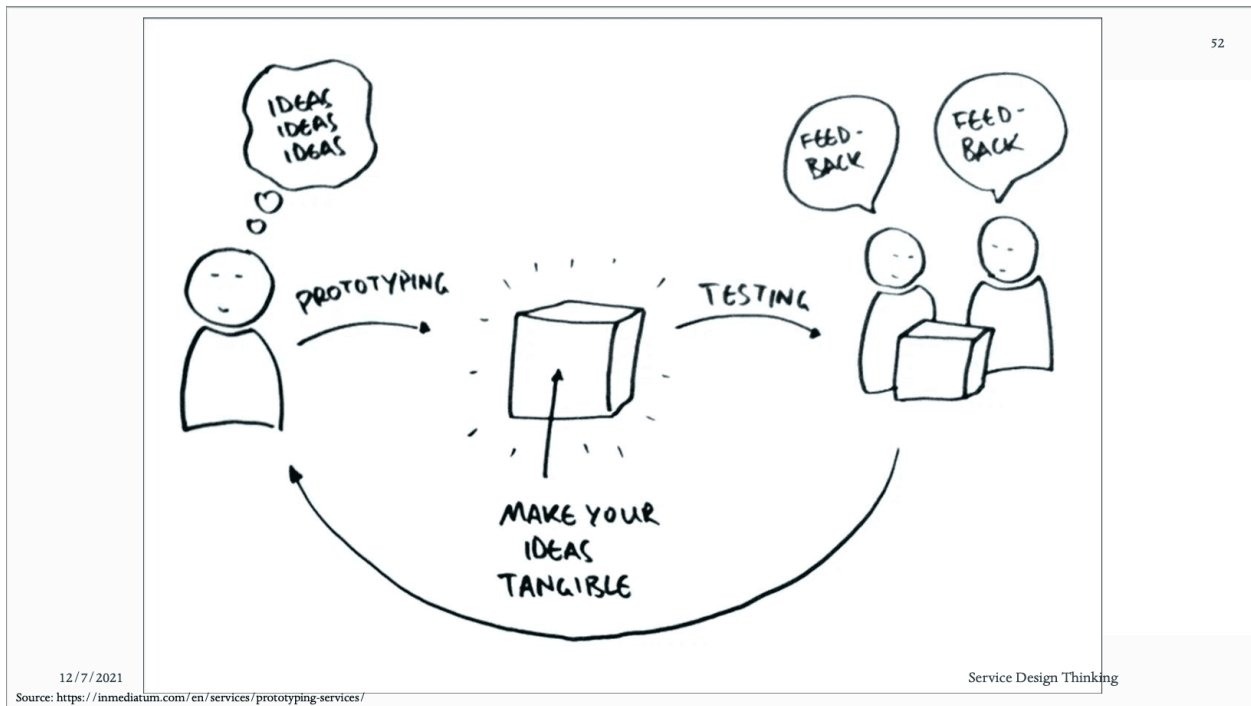 52
IDEAS
IDEAS
IDEAS
FEED-
BACK
FEED-
BACK
PROTOTYPING
TESTING
MAKE YOUR
IDEAS
TANGIBLE
12/7/2021
Service Design Thinking
Source: https://inmediatum.com/en/services/prototyping-services/